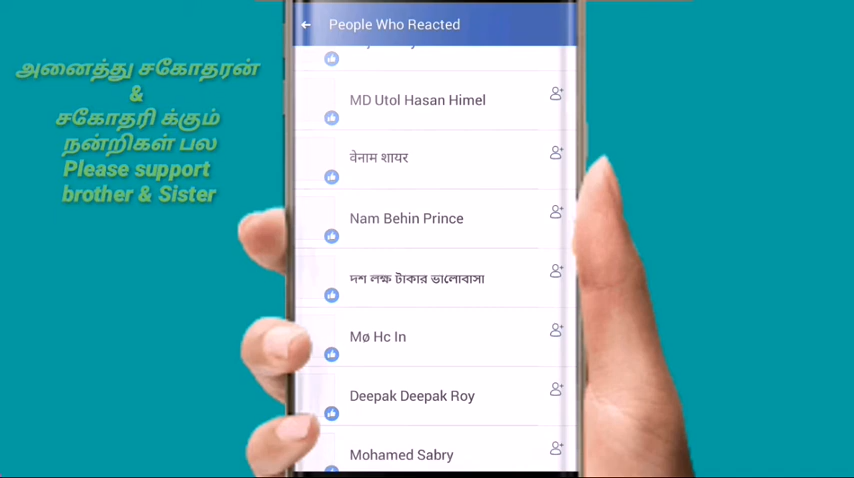 People Who Reacted
அனைத்து சகோதரன்
&
சகோதரி க்கும்
நன்றிகள் பல
Please support
brother & Sister
MD Utol Hasan Himel
वेनाम शायर
Nam Behin Prince
দশ লক্ষ টাকার ভালোবাসা
Mø Hc In
Deepak Deepak Roy
Mohamed Sabry